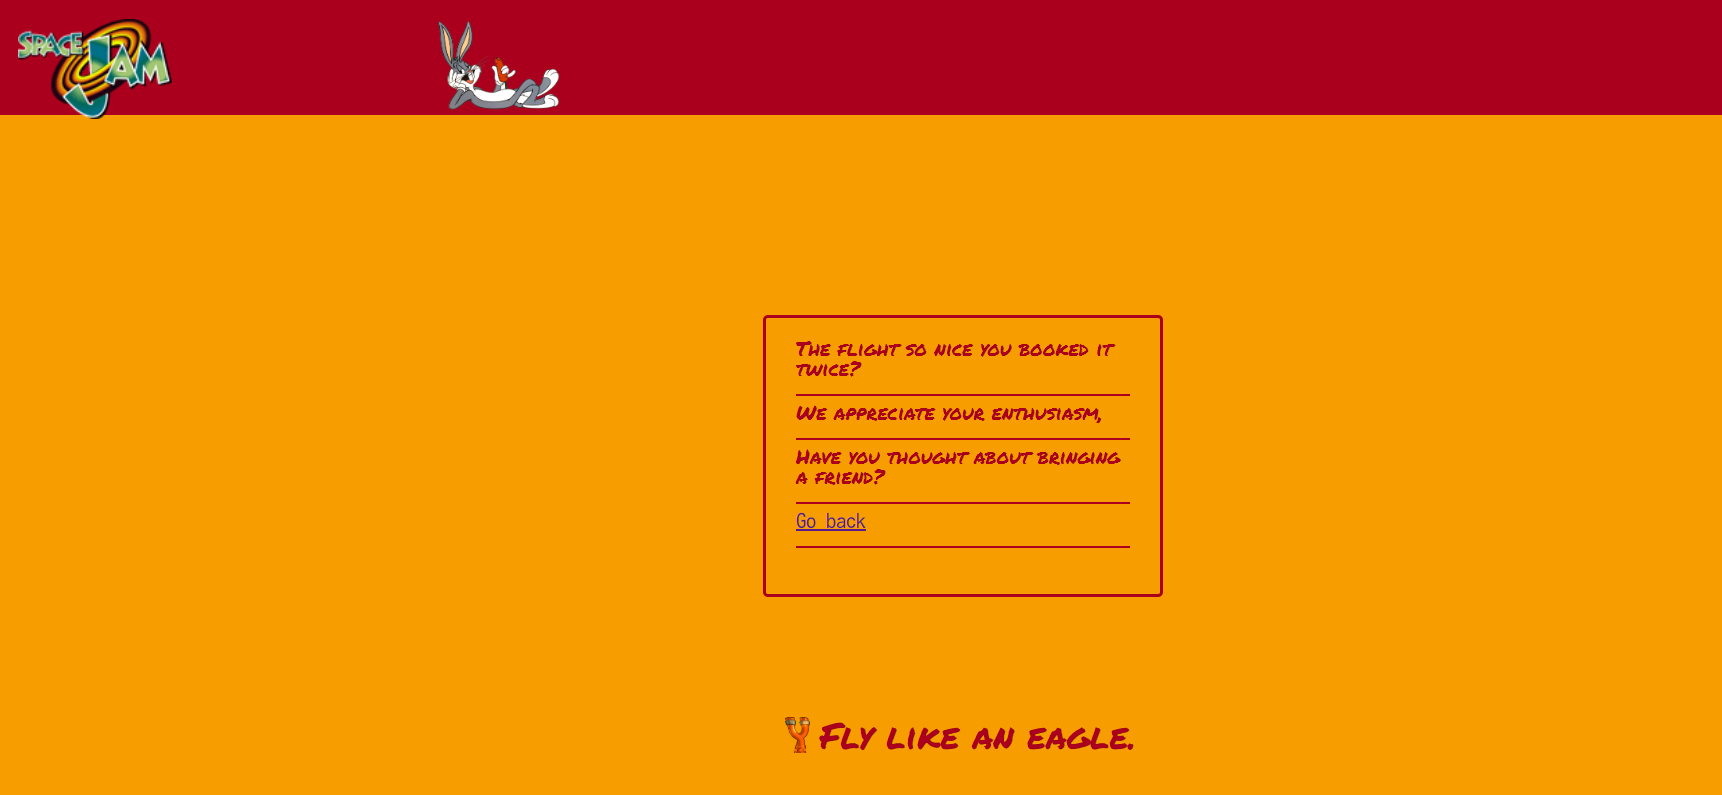 SPACE JAM
The flight so nice you booked it
twice?
We appreciate your enthusiasm,
Have you thought about bringing
a friend?
Go back
Fly like an eagle.